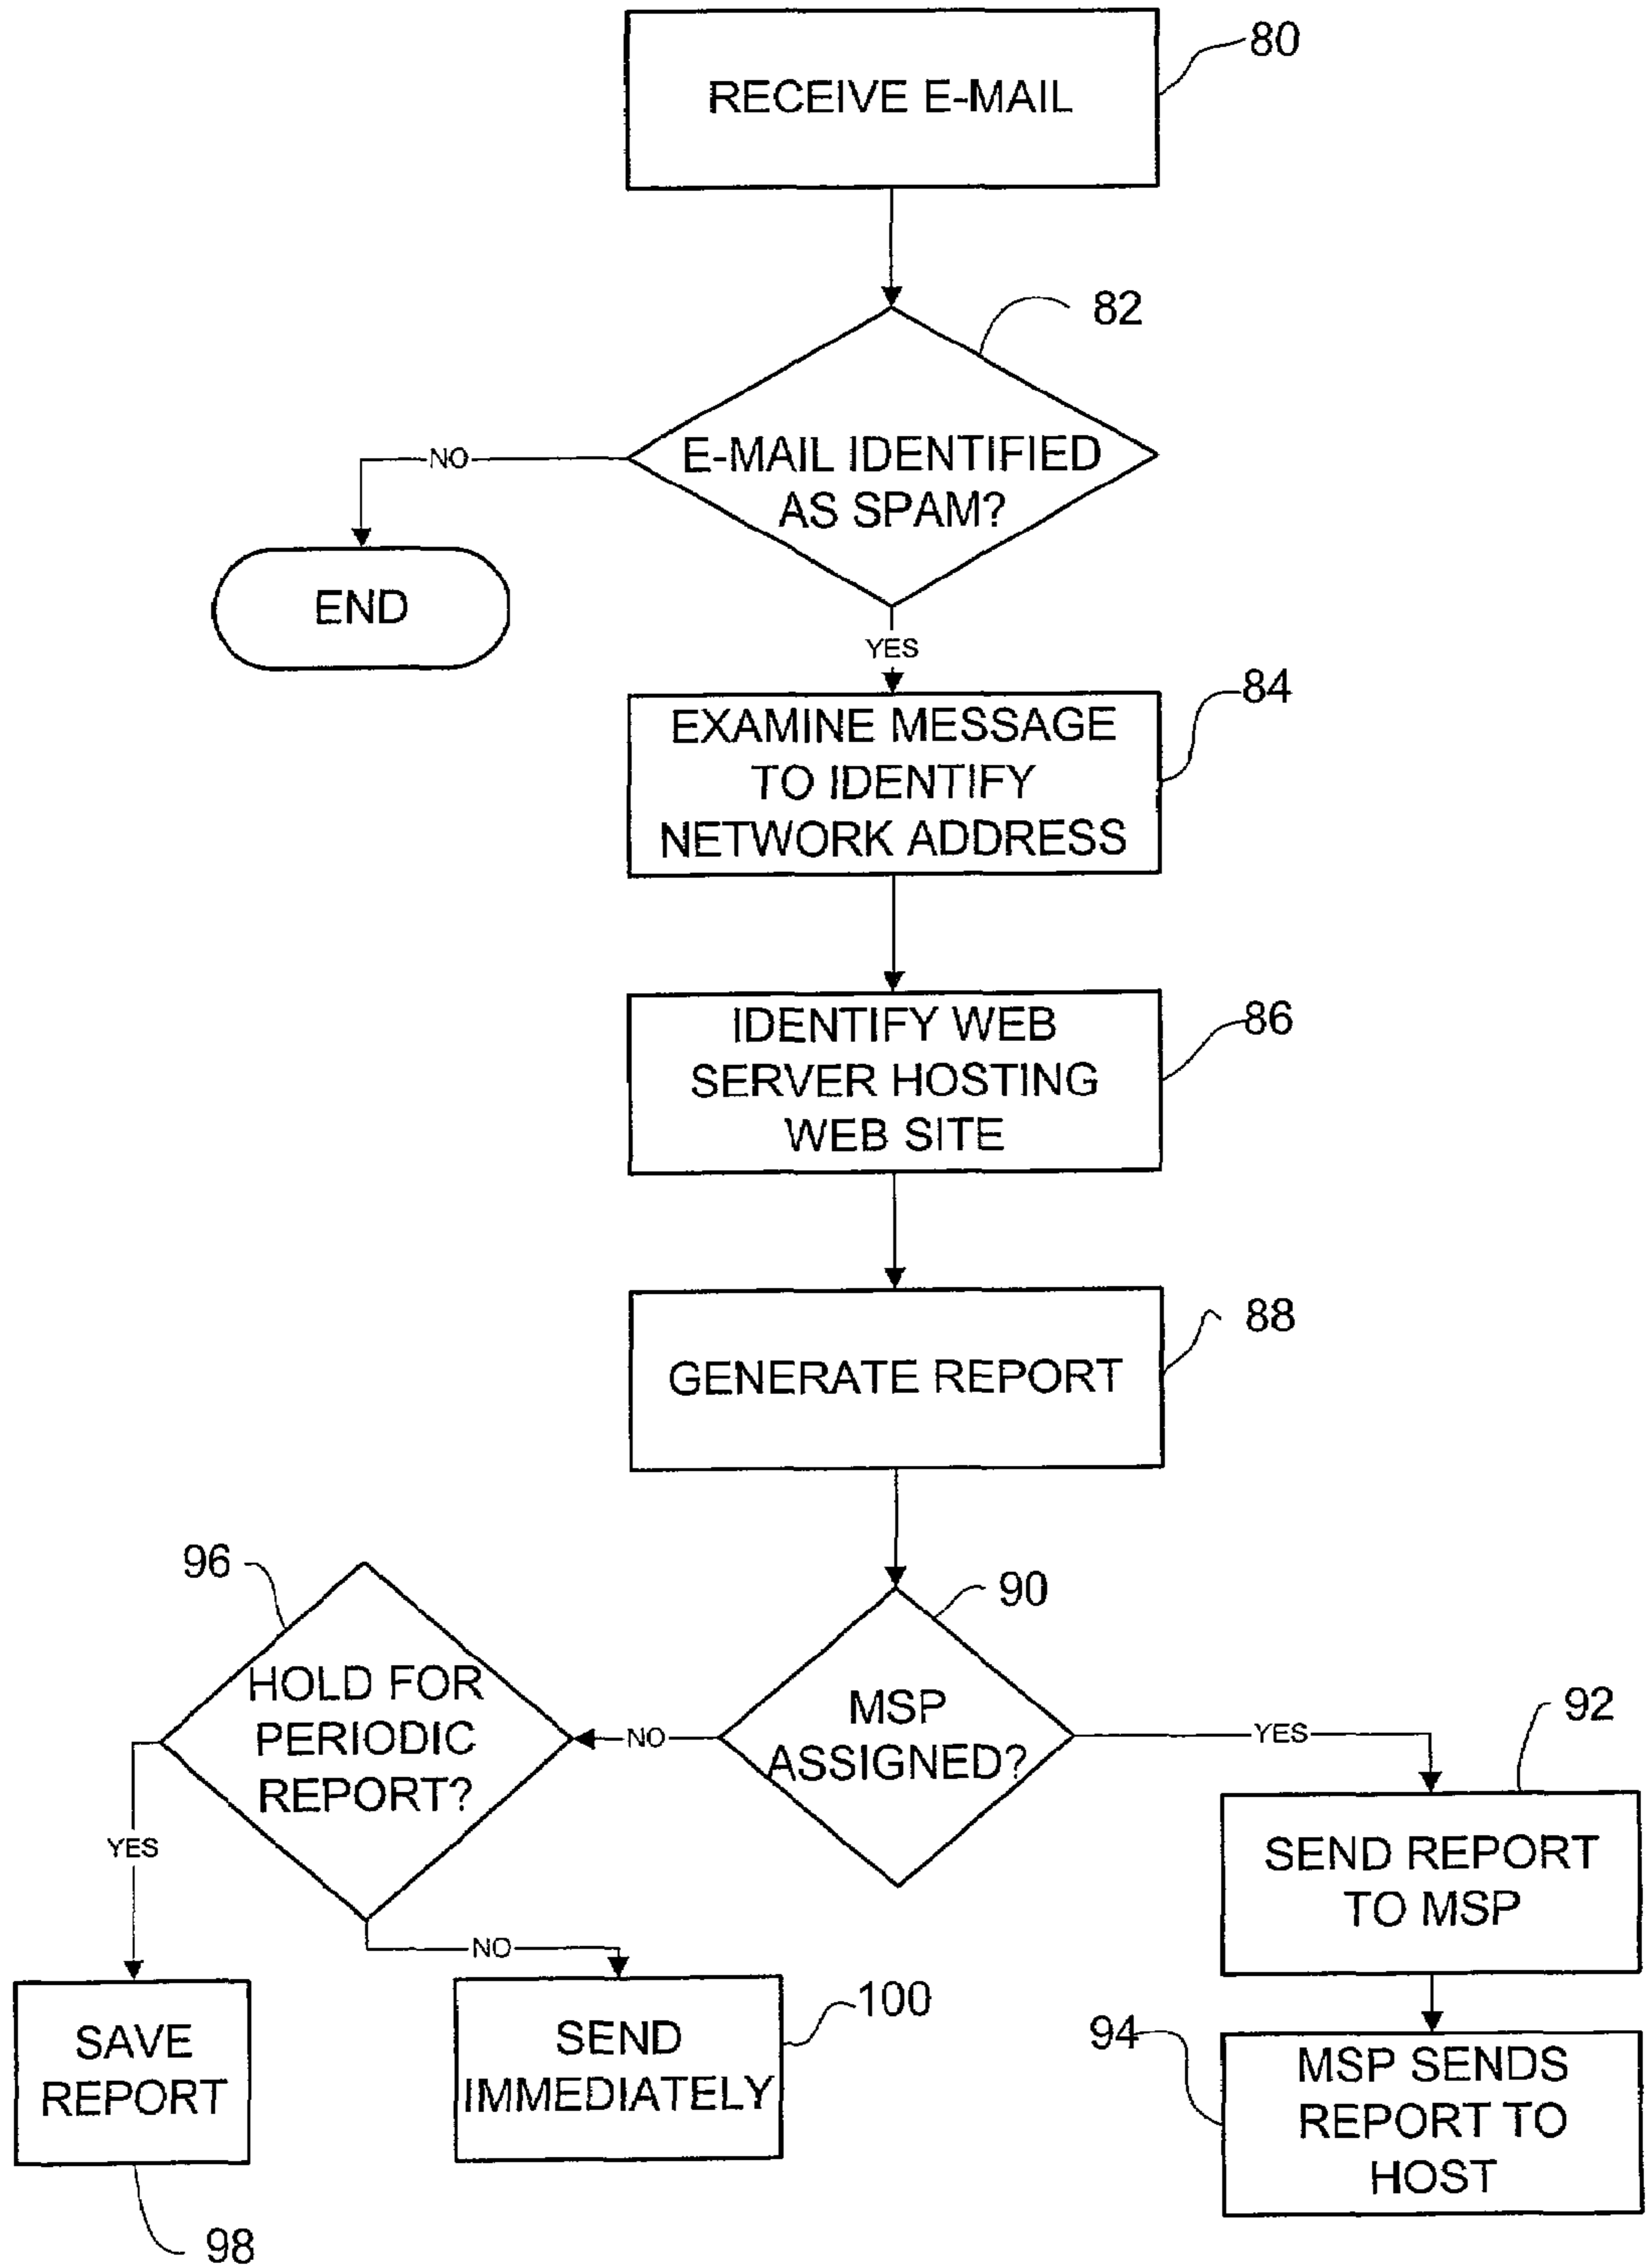 RECEIVE E-MAIL
80
82
E-MAIL IDENTIFIED
AS SPAM?
NO
END
YES
84
EXAMINE MESSAGE
TO IDENTIFY
NETWORK ADDRESS
86
IDENTIFY WEB
SERVER HOSTING
WEB SITE
88
GENERATE REPORT
90
MSP
ASSIGNED?
NO
96
HOLD FOR
PERIODIC
REPORT?
YES
92
SEND REPORT
TO MSP
94
MSP SENDS
REPORT TO
HOST
YES
NO
SAVE
REPORT
98
100
SEND
IMMEDIATELY